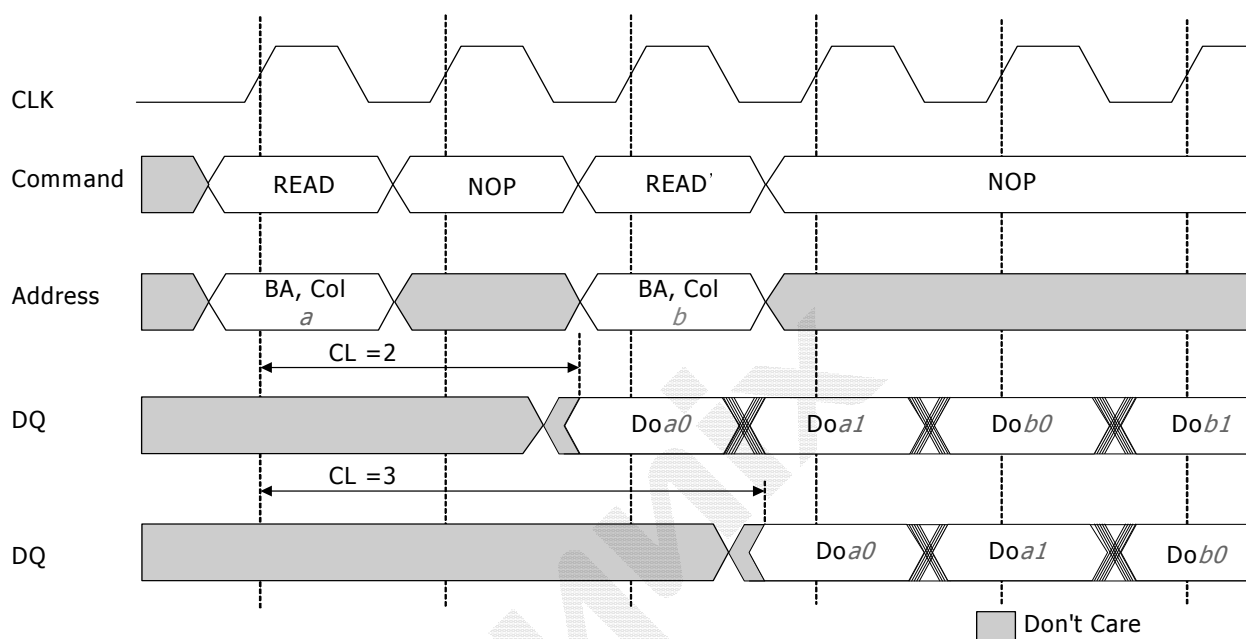 CLK
Command READ NOP READ' NOP
Address BA, Col a BA, Col b
CL =2
DQ Doa0 Doa1 Dob0 Dob1
CL =3
DQ Doa0 Doa1 Dob0
Don't Care